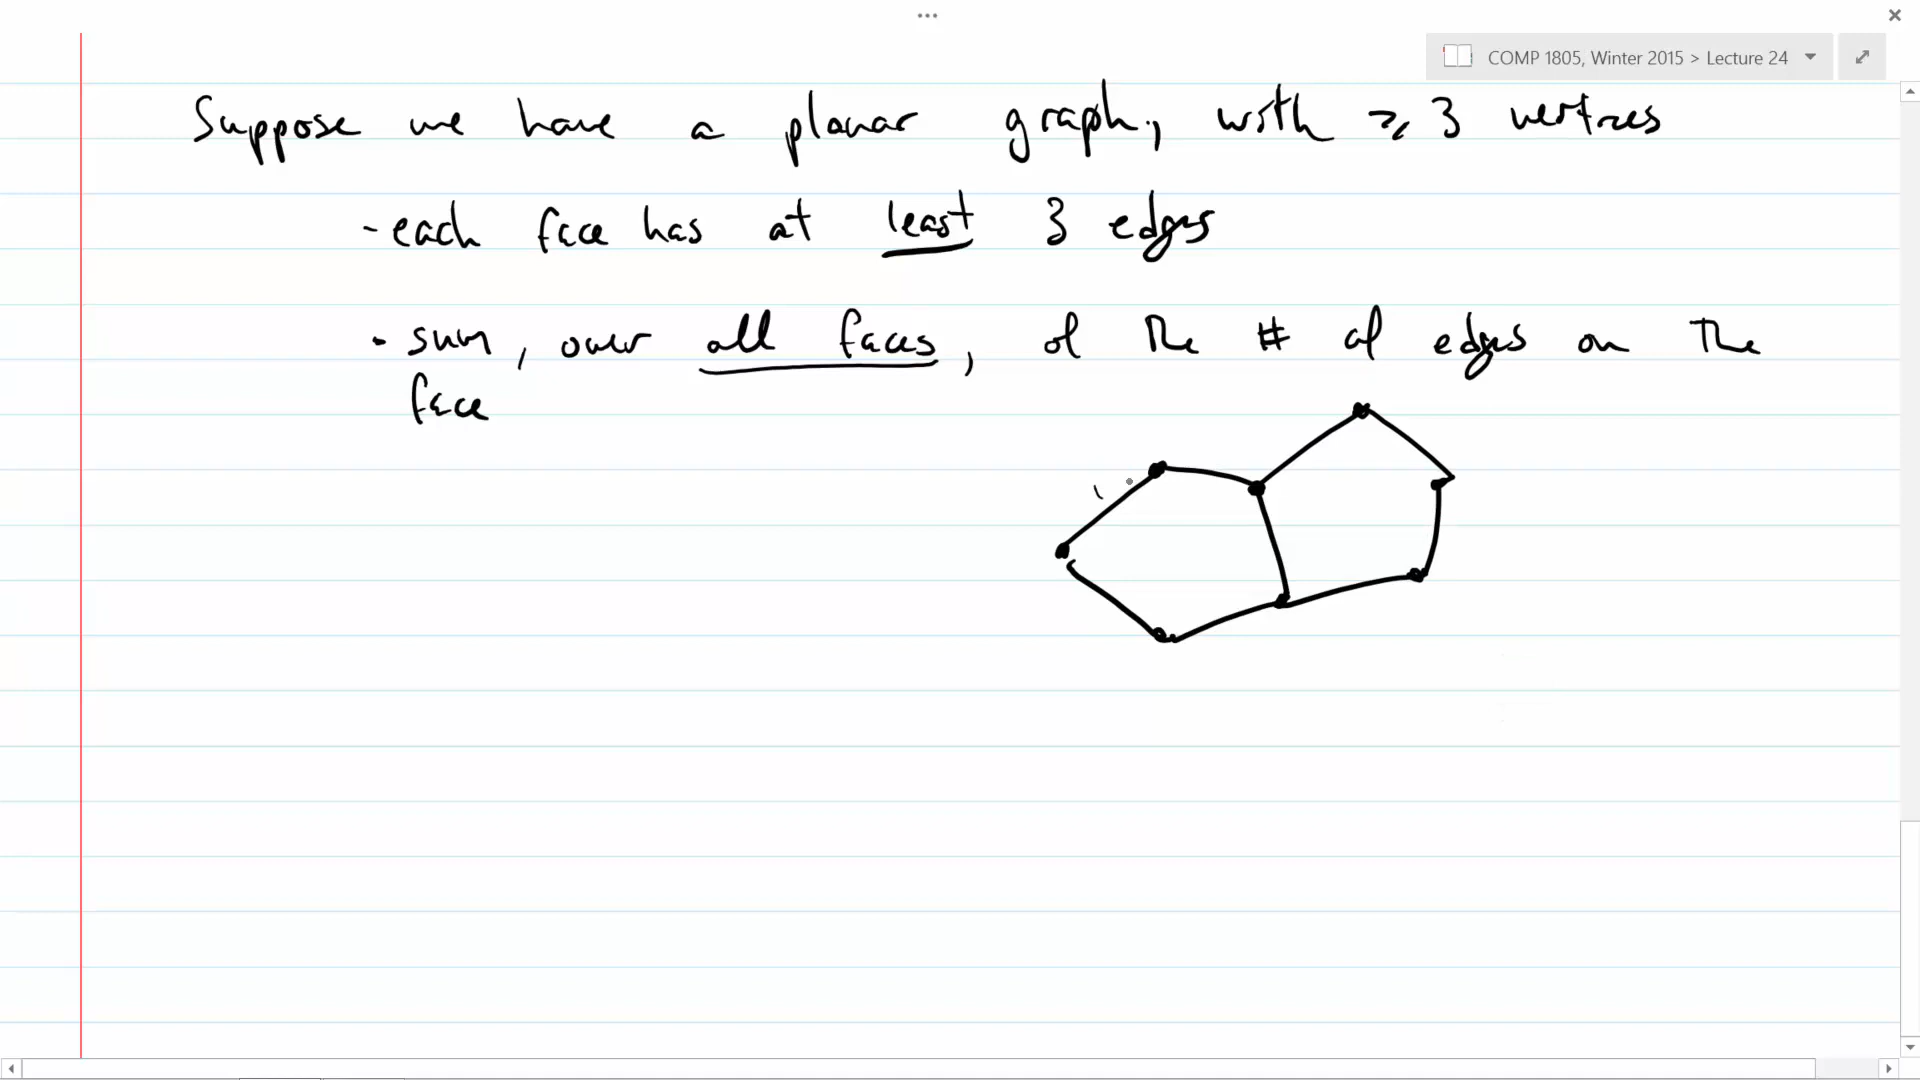 COMP 1805, Winter 2015 > Lecture 24
Suppose we have a planar graph, with ≥ 3 vertices
- each face has at least 3 edges
- sum, over all faces, of the # of edges on the
face